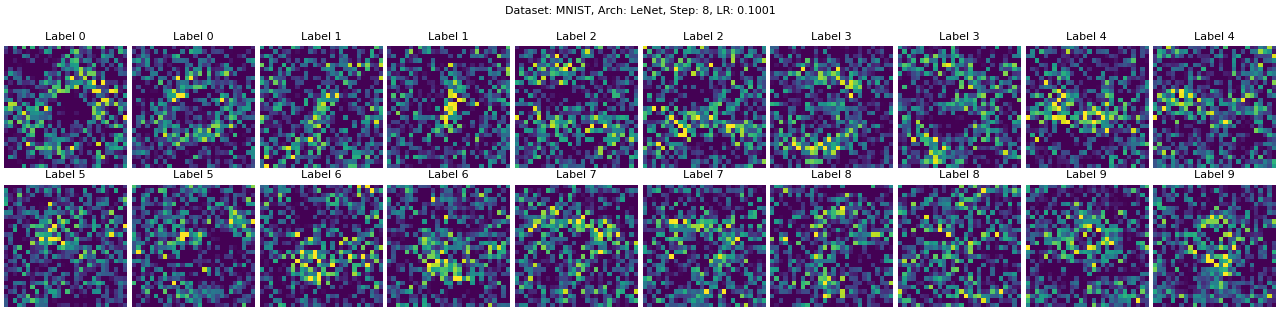 Dataset: MNIST, Arch: LeNet, Step: 8, LR: 0.1001
Label 0 Label 0 Label 1 Label 1 Label 2 Label 2 Label 3 Label 3 Label 4 Label 4
Label 5 Label 5 Label 6 Label 6 Label 7 Label 7 Label 8 Label 8 Label 9 Label 9